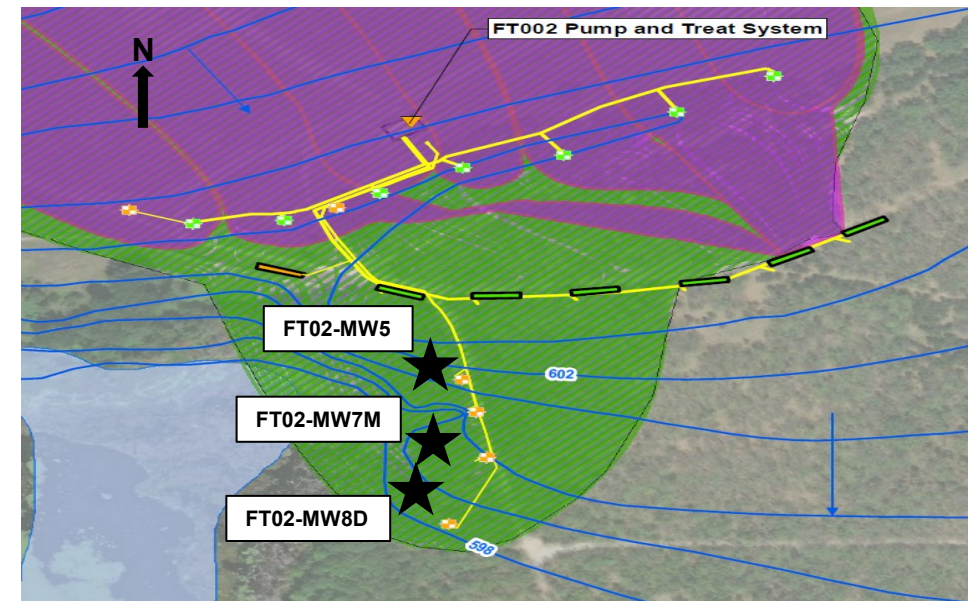 FT002 Pump and Treat System
N
FT02-MW5
602
FT02-MW7M
FT02-MW8D
598